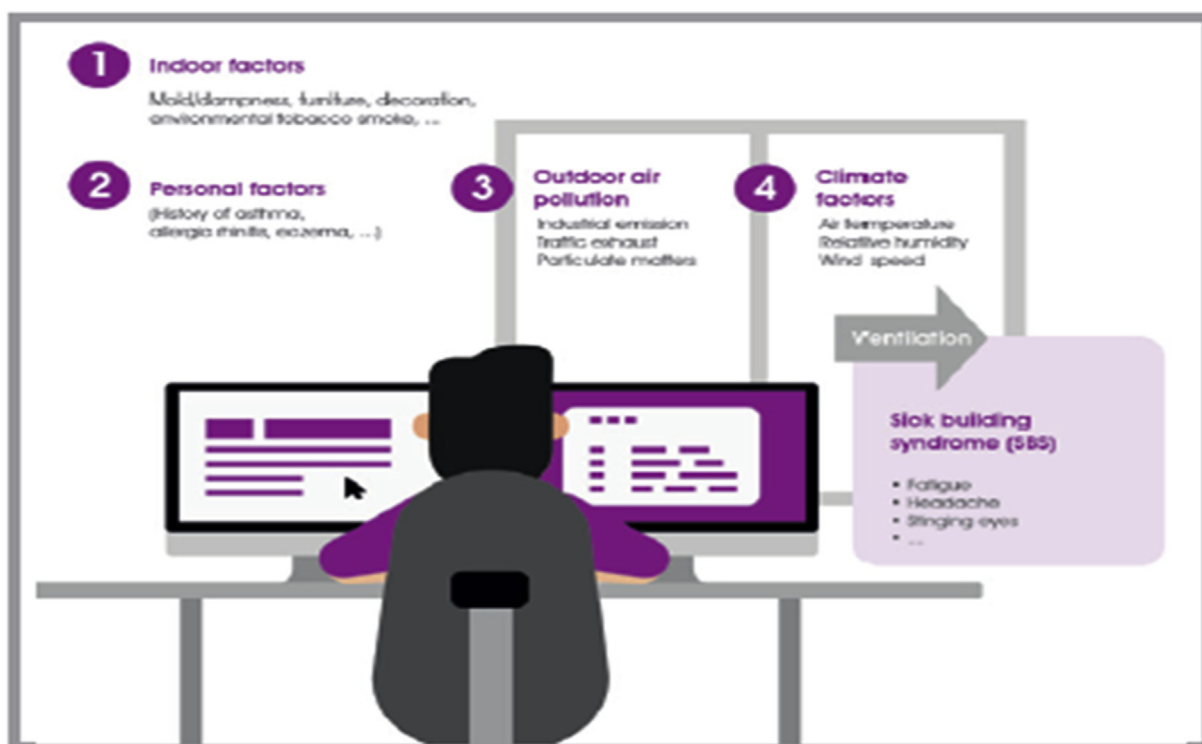 1
Indoor factors
Mold/dampness, furniture, decoration,
environmental tobacco smoke, ...
2
Personal factors
(History of asthma,
allergic rhinitis, eczema, ...)
3
Outdoor air
pollution
Industrial emission
Traffic exhaust
Particulate matters
4
Climate
factors
Air temperature
Relative humidity
Wind speed
Ventilation
Sick building
syndrome (SBS)
• Fatigue
• Headache
• Stinging eyes
• ...